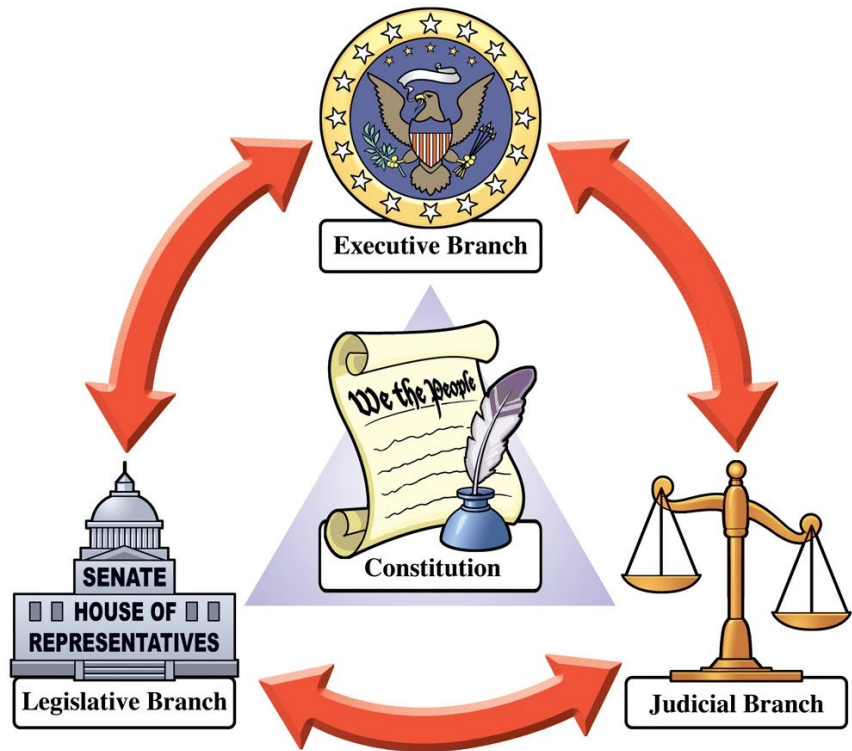 Executive Branch
We the People
Constitution
SENATE
HOUSE OF
REPRESENTATIVES
Legislative Branch
Judicial Branch